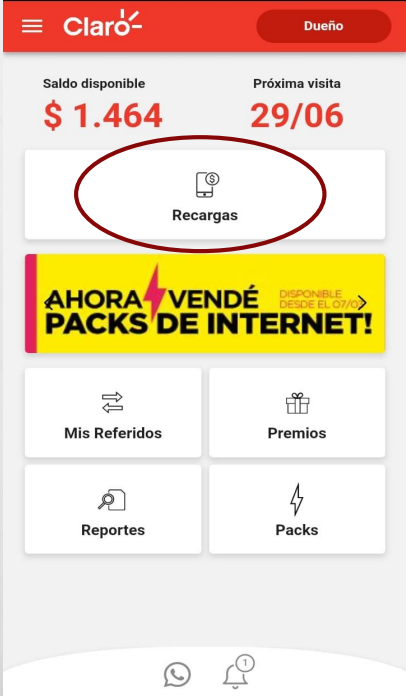 Claro
Dueño
Saldo disponible
$ 1.464
Próxima visita
29/06
Recargas
AHORA VENDÉ
PACKS DE INTERNET!
DISPONIBLE
DESDE EL 07/0
Mis Referidos
Premios
Reportes
Packs
1